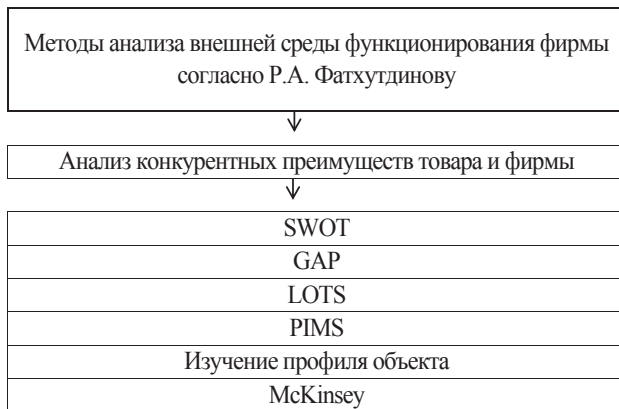 Методы анализа внешней среды функционирования фирмы
согласно Р.А. Фатхутдинову
Анализ конкурентных преимуществ товара и фирмы
SWOT
GAP
LOTS
PIMS
Изучение профиля объекта
McKinsey